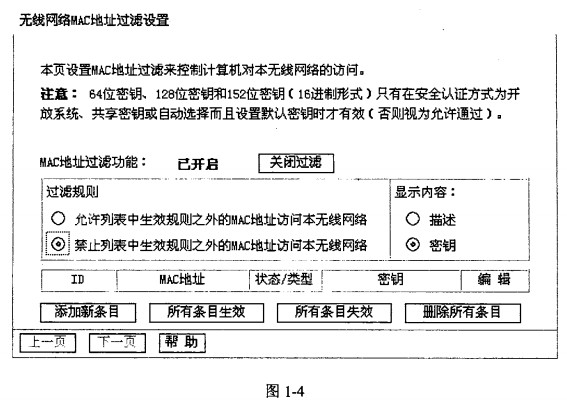 无线网络MAC地址过滤设置
本页设置MAC地址过滤来控制计算机对本无线网络的访问。
注意： 64位密钥、128位密钥和152位密钥（16进制形式）只有在安全认证方式为开
放系统、共享密钥或自动选择而且设置默认密钥时才有效（否则视为允许通过）。
MAC地址过滤功能： 已开启 关闭过滤
过滤规则 显示内容：
允许列表中生效规则之外的MAC地址访问本无线网络 描述
禁止列表中生效规则之外的MAC地址访问本无线网络 密钥
ID MAC地址 状态/类型 密钥 编 辑
添加新条目 所有条目生效 所有条目失效 删除所有条目
上一页 下一页 帮 助
图 1-4